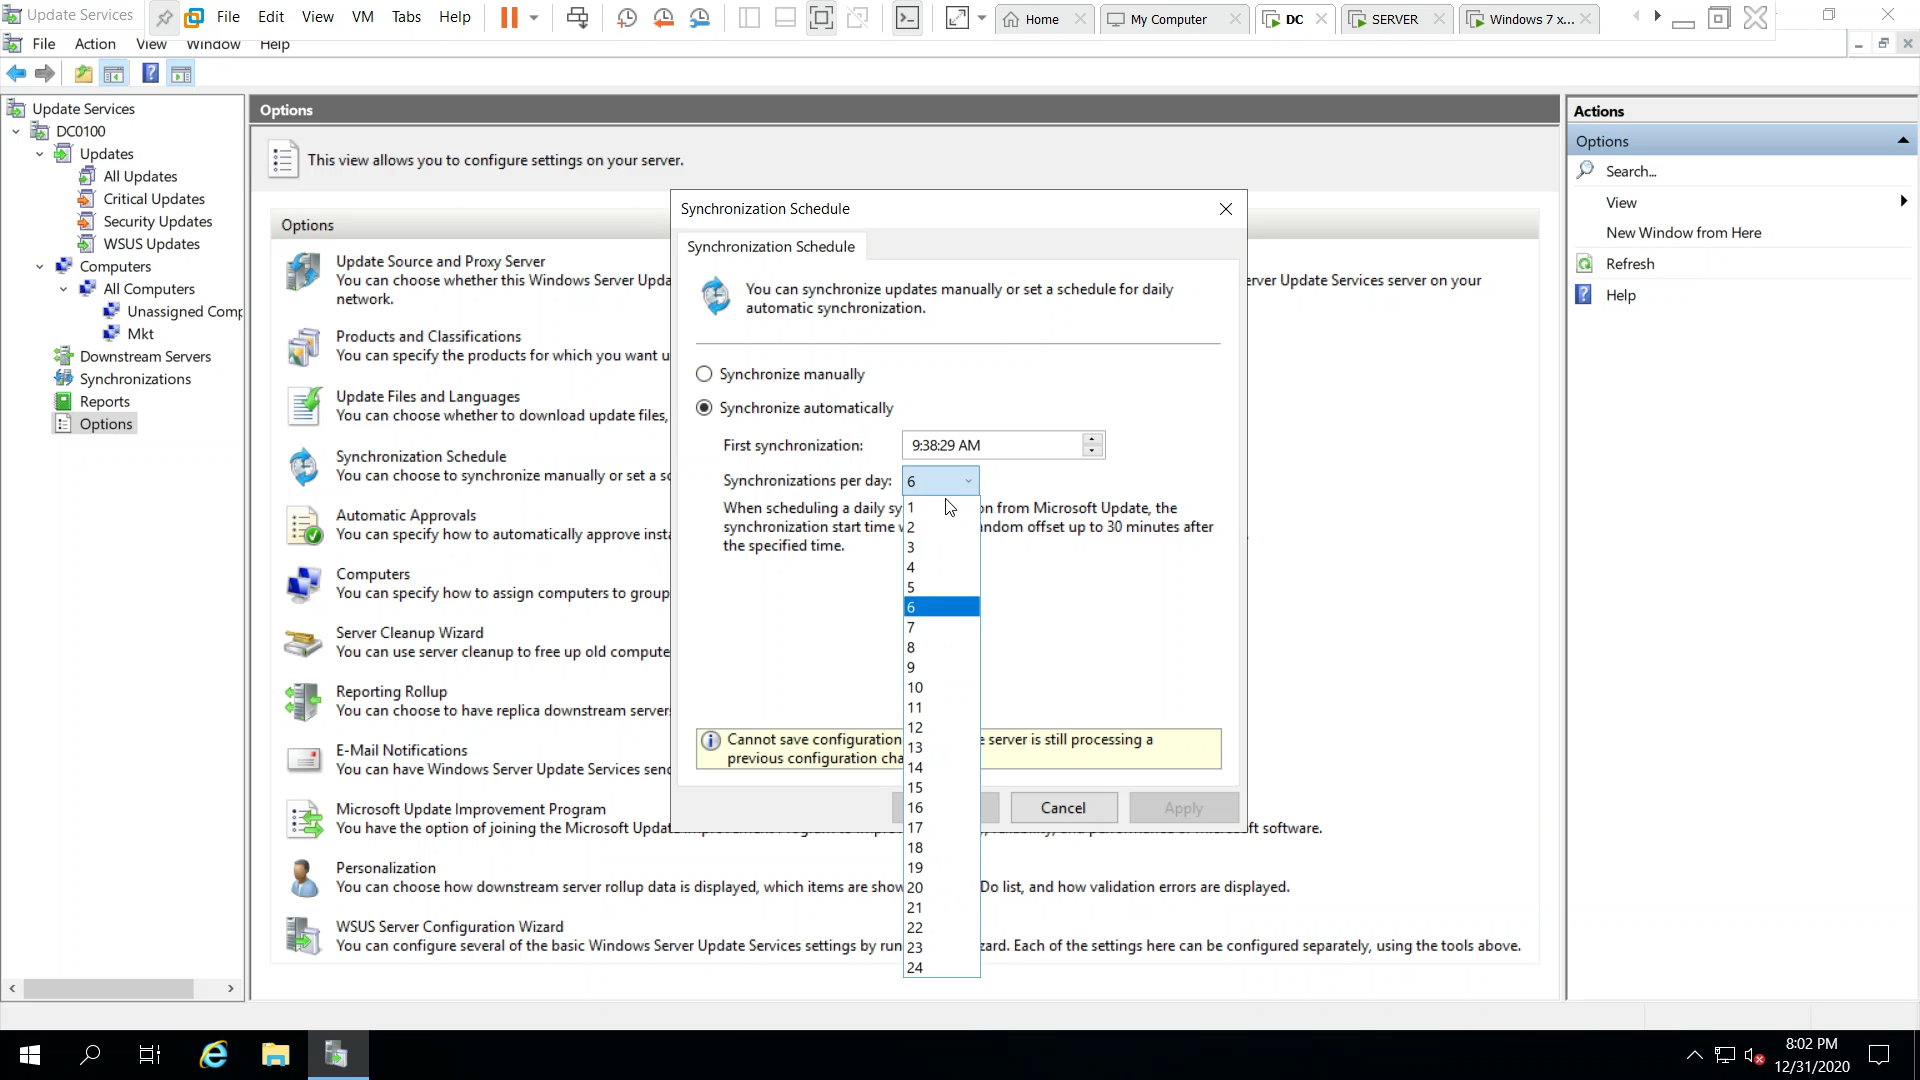 Update Services
File Edit View VM Tabs Help
Home
My Computer
DC
SERVER
Windows 7 x...
File Action View Window Help
Update Services
DC0100
Updates
All Updates
Critical Updates
Security Updates
WSUS Updates
Computers
All Computers
Unassigned Comp
Mkt
Downstream Servers
Synchronizations
Reports
Options
Options
This view allows you to configure settings on your server.
Options
Update Source and Proxy Server
You can choose whether this Windows Server Upda
erver Update Services server on your
network.
Products and Classifications
You can specify the products for which you want u
Update Files and Languages
You can choose whether to download update files,
Synchronization Schedule
You can choose to synchronize manually or set a sc
Automatic Approvals
You can specify how to automatically approve insta
Computers
You can specify how to assign computers to group
Server Cleanup Wizard
You can use server cleanup to free up old compute
Reporting Rollup
You can choose to have replica downstream server
E-Mail Notifications
You can have Windows Server Update Services send
Microsoft Update Improvement Program
You have the option of joining the Microsoft Updat
osoft software.
Personalization
You can choose how downstream server rollup data is displayed, which items are show
Do list, and how validation errors are displayed.
WSUS Server Configuration Wizard
You can configure several of the basic Windows Server Update Services settings by run
zard. Each of the settings here can be configured separately, using the tools above.
Synchronization Schedule
Synchronization Schedule
You can synchronize updates manually or set a schedule for daily
automatic synchronization.
Synchronize manually
Synchronize automatically
First synchronization: 9:38:29 AM
Synchronizations per day: 6
When scheduling a daily sy
on from Microsoft Update, the
synchronization start time w
andom offset up to 30 minutes after
the specified time.
1
2
3
4
5
6
7
8
9
10
11
12
13
14
15
16
17
18
19
20
21
22
23
24
Cannot save configuration
e server is still processing a
previous configuration cha
Cancel
Apply
Actions
Options
Search...
View
New Window from Here
Refresh
Help
8:02 PM
12/31/2020